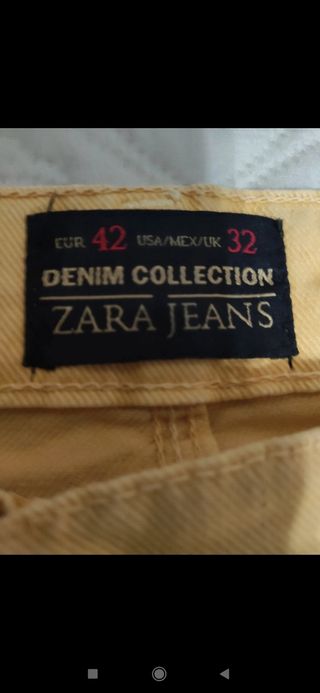 EUR 42 USA/MEX/UK 32
DENIM COLLECTION
ZARA JEANS